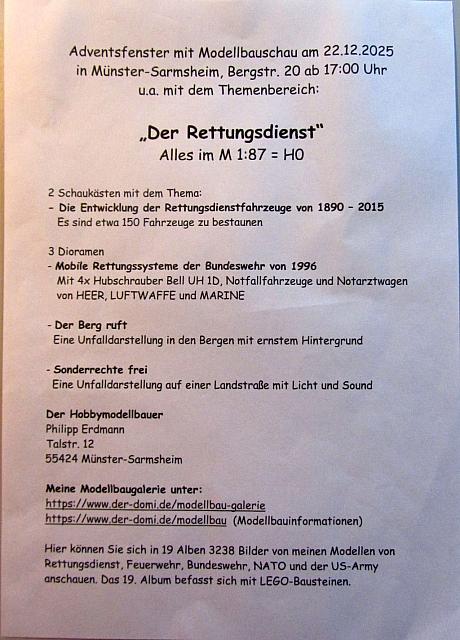 Adventsfenster mit Modellbauschau am 22.12.2025
in Münster-Sarmsheim, Bergstr. 20 ab 17:00 Uhr
u.a. mit dem Themenbereich:
„Der Rettungsdienst“
Alles im M 1:87 = H0
2 Schaukästen mit dem Thema:
- Die Entwicklung der Rettungsdienstfahrzeuge von 1890 – 2015
Es sind etwa 150 Fahrzeuge zu bestaunen
3 Dioramen
- Mobile Rettungssysteme der Bundeswehr von 1996
Mit 4x Hubschrauber Bell UH 1D, Notfallfahrzeuge und Notarztwagen
von HEER, LUFTWAFFE und MARINE
- Der Berg ruft
Eine Unfalldarstellung in den Bergen mit ernstem Hintergrund
- Sonderrechte frei
Eine Unfalldarstellung auf einer Landstraße mit Licht und Sound
Der Hobbymodellbauer
Philipp Erdmann
Talstr. 12
55424 Münster-Sarmsheim
Meine Modellbaugalerie unter:
https://www.der-domi.de/modellbau-galerie
https://www.der-domi.de/modellbau (Modellbauinformationen)
Hier können Sie sich in 19 Alben 3238 Bilder von meinen Modellen von
Rettungsdienst, Feuerwehr, Bundeswehr, NATO und der US-Army
anschauen. Das 19. Album befasst sich mit LEGO-Bausteinen.